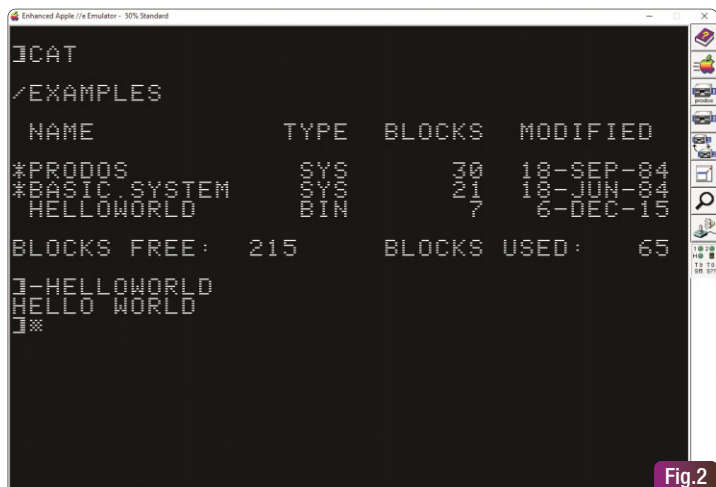 Enhanced Apple //e Emulator - 50% Standard
]CAT
/EXAMPLES
NAME TYPE BLOCKS MODIFIED
*PRODOS SYS 30 18-SEP-84
*BASIC.SYSTEM SYS 21 18-JUN-84
HELLOWORLD BIN 7 6-DEC-15
BLOCKS FREE: 215 BLOCKS USED: 65
]-HELLOWORLD
HELLO WORLD
]
prodos
Fig.2